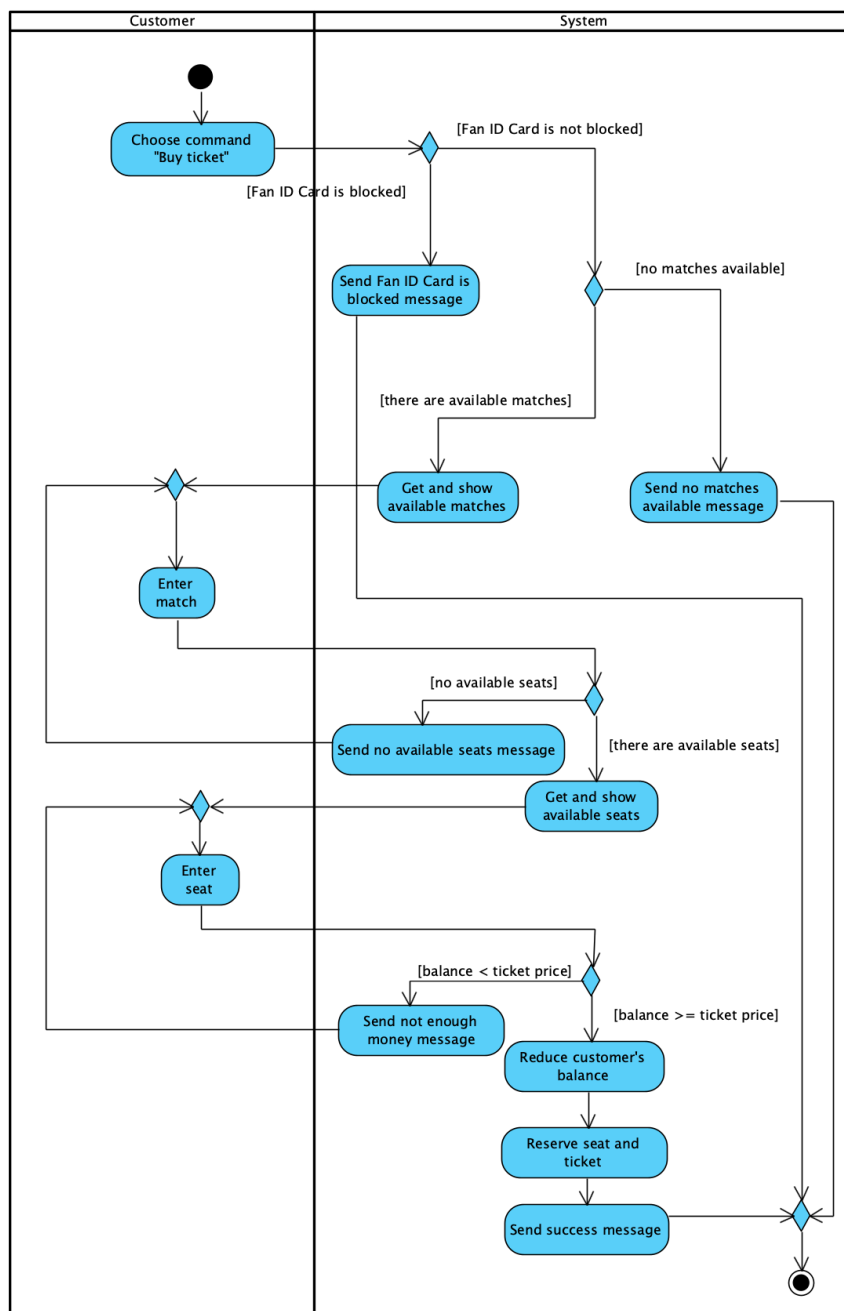 Customer
System
Choose command
"Buy ticket"
[Fan ID Card is not blocked]
[Fan ID Card is blocked]
Send Fan ID Card is
blocked message
[no matches available]
[there are available matches]
Get and show
available matches
Send no matches
available message
Enter
match
[no available seats]
Send no available seats message
[there are available seats]
Get and show
available seats
Enter
seat
[balance < ticket price]
Send not enough
money message
[balance >= ticket price]
Reduce customer's
balance
Reserve seat and
ticket
Send success message